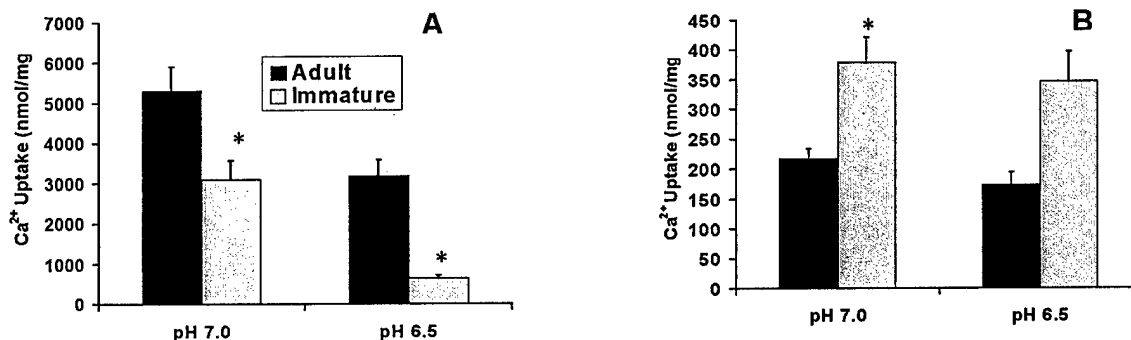 A
Ca2+ Uptake (nmol/mg)
7000
6000
5000
4000
3000
2000
1000
0
Adult
Immature
*
*
pH 7.0
pH 6.5
B
Ca2+ Uptake (nmol/mg)
450
400
350
300
250
200
150
100
50
0
*
pH 7.0
pH 6.5